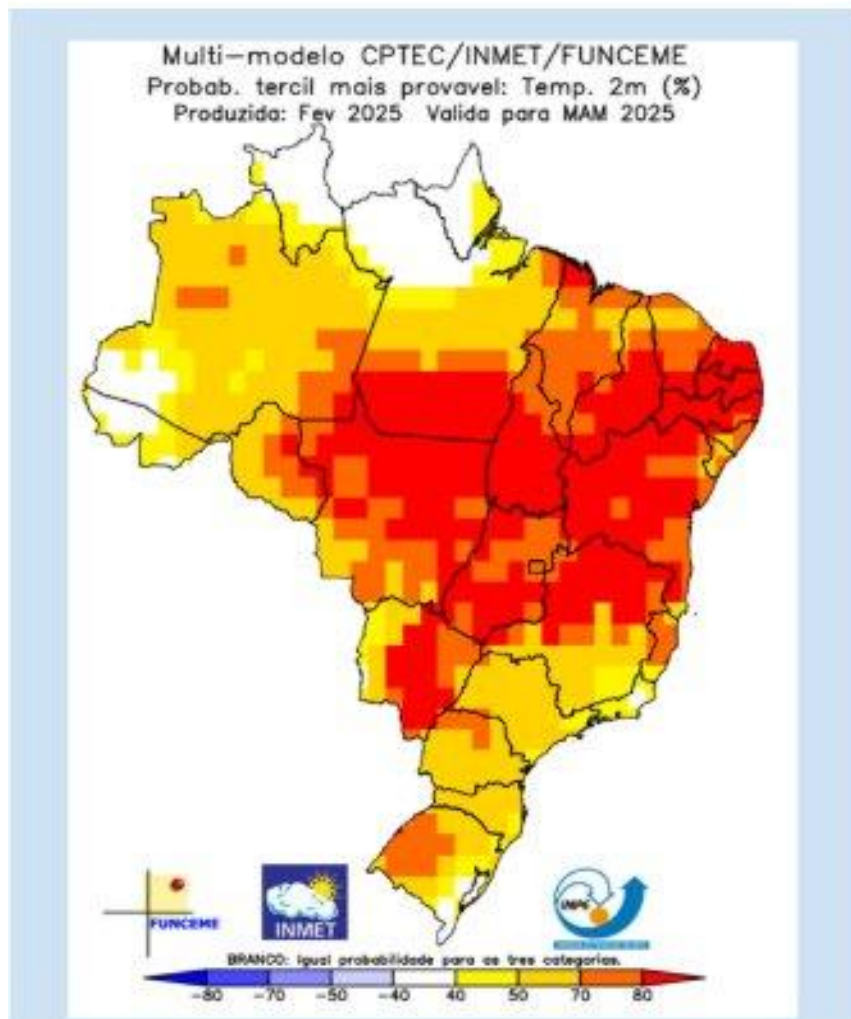 Multi-modelo CPTEC/INMET/FUNCEME
Probab. tercil mais provavel: Temp. 2m (%)
Produzida: Fev 2025 Valida para MAM 2025
FUNCEME
INMET
INPE
BRANCO: Igual probabilidade para as tres categorias.
-80 -70 -50 -40 40 50 70 80